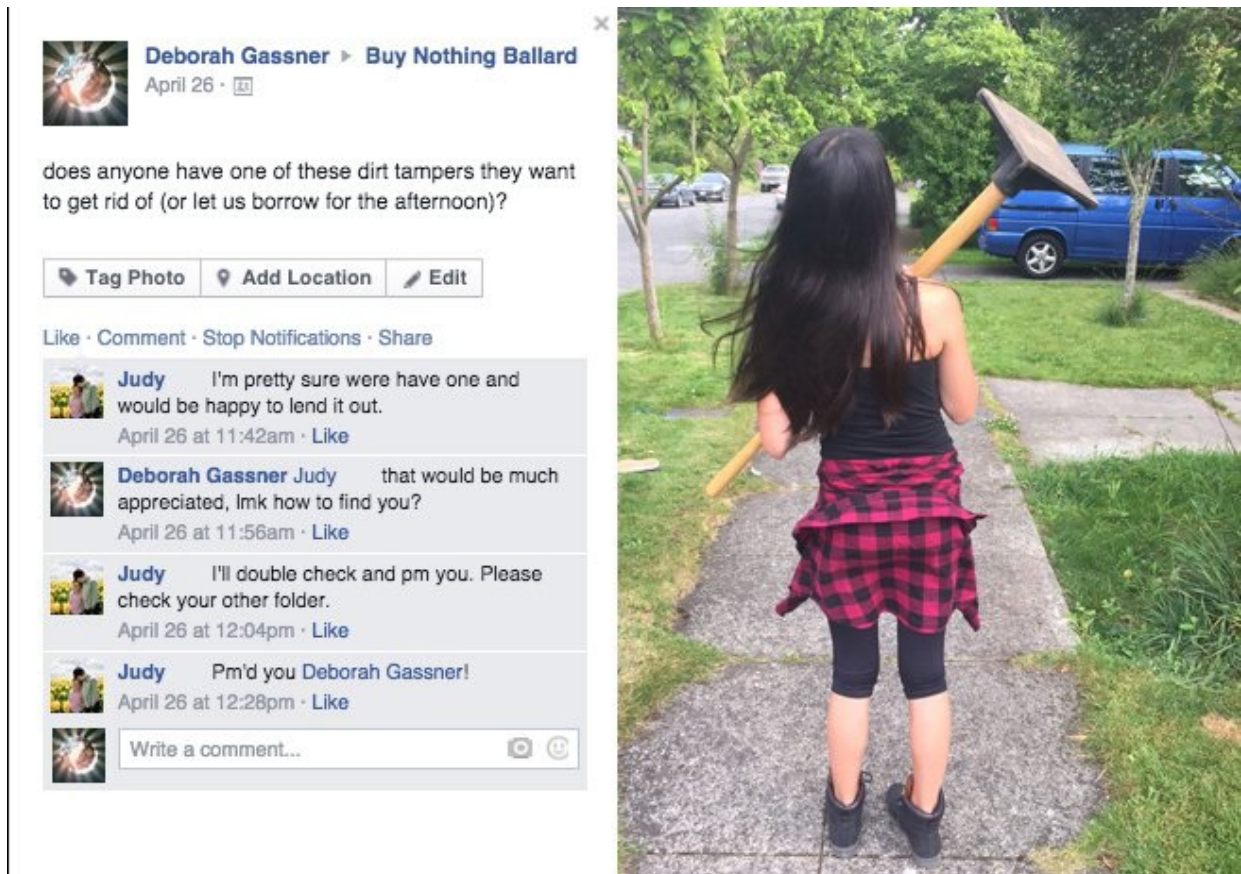 Deborah Gassner ▸ Buy Nothing Ballard
April 26 ·
does anyone have one of these dirt tampers they want
to get rid of (or let us borrow for the afternoon)?
Tag Photo Add Location Edit
Like · Comment · Stop Notifications · Share
Judy I'm pretty sure were have one and
would be happy to lend it out.
April 26 at 11:42am · Like
Deborah Gassner Judy that would be much
appreciated, lmk how to find you?
April 26 at 11:56am · Like
Judy I'll double check and pm you. Please
check your other folder.
April 26 at 12:04pm · Like
Judy Pm'd you Deborah Gassner!
April 26 at 12:28pm · Like
Write a comment...